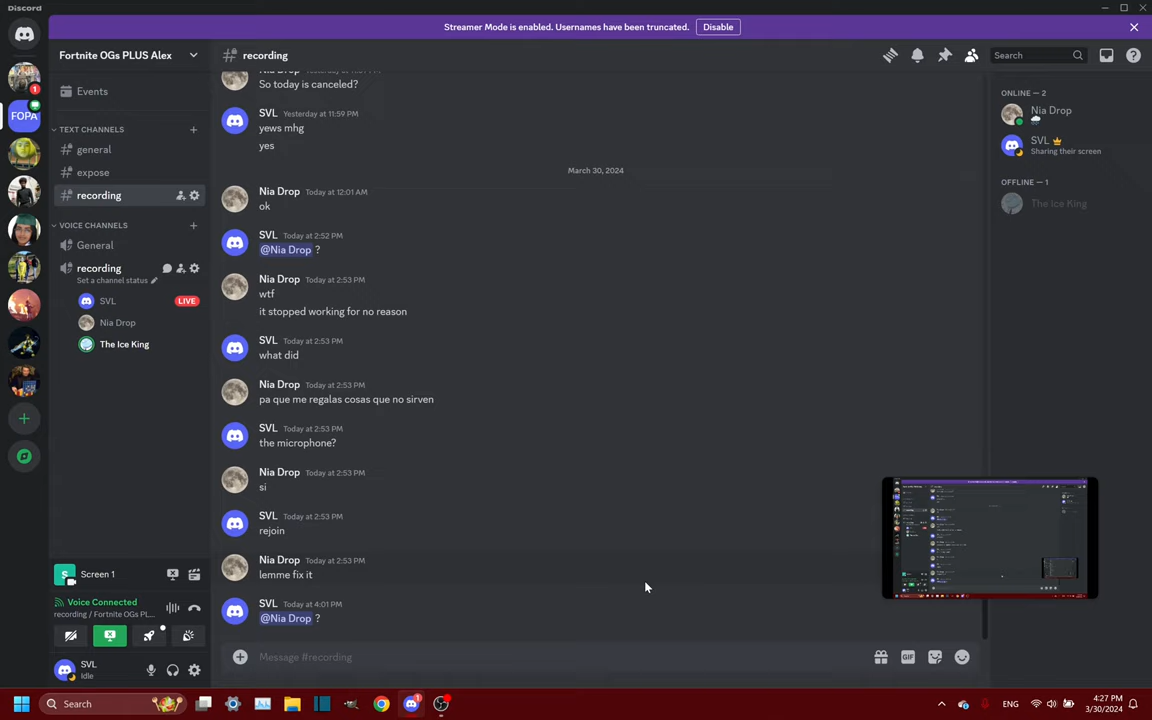 Discord
Streamer Mode is enabled. Usernames have been truncated.
Disable
Fortnite OGs PLUS Alex
recording
Search
1
FOPA
Events
TEXT CHANNELS
general
expose
recording
VOICE CHANNELS
General
recording
Set a channel status
SVL
LIVE
Nia Drop
The Ice King
So today is canceled?
SVL Yesterday at 11:59 PM
yews mhg
yes
March 30, 2024
Nia Drop Today at 12:01 AM
ok
SVL Today at 2:52 PM
@Nia Drop ?
Nia Drop Today at 2:53 PM
wtf
it stopped working for no reason
SVL Today at 2:53 PM
what did
Nia Drop Today at 2:53 PM
pa que me regalas cosas que no sirven
SVL Today at 2:53 PM
the microphone?
Nia Drop Today at 2:53 PM
si
SVL Today at 2:53 PM
rejoin
Nia Drop Today at 2:53 PM
lemme fix it
SVL Today at 4:01 PM
@Nia Drop ?
Message #recording
GIF
ONLINE — 2
Nia Drop
SVL
Sharing their screen
OFFLINE — 1
The Ice King
S
Screen 1
Voice Connected
recording / Fortnite OGs PL...
SVL
Idle
Search
1
ENG
4:27 PM
3/30/2024